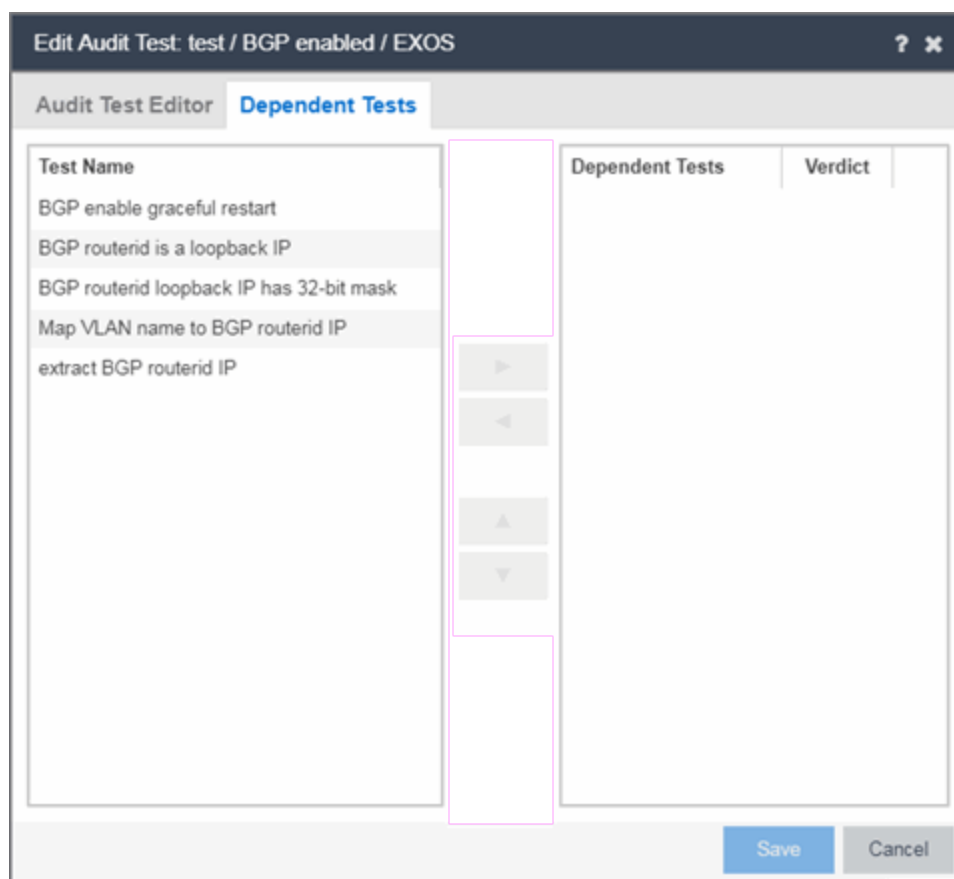 Edit Audit Test: test / BGP enabled / EXOS ? ✖
Audit Test Editor Dependent Tests
Test Name
BGP enable graceful restart
BGP routerid is a loopback IP
BGP routerid loopback IP has 32-bit mask
Map VLAN name to BGP routerid IP
extract BGP routerid IP
Dependent Tests Verdict
Save Cancel